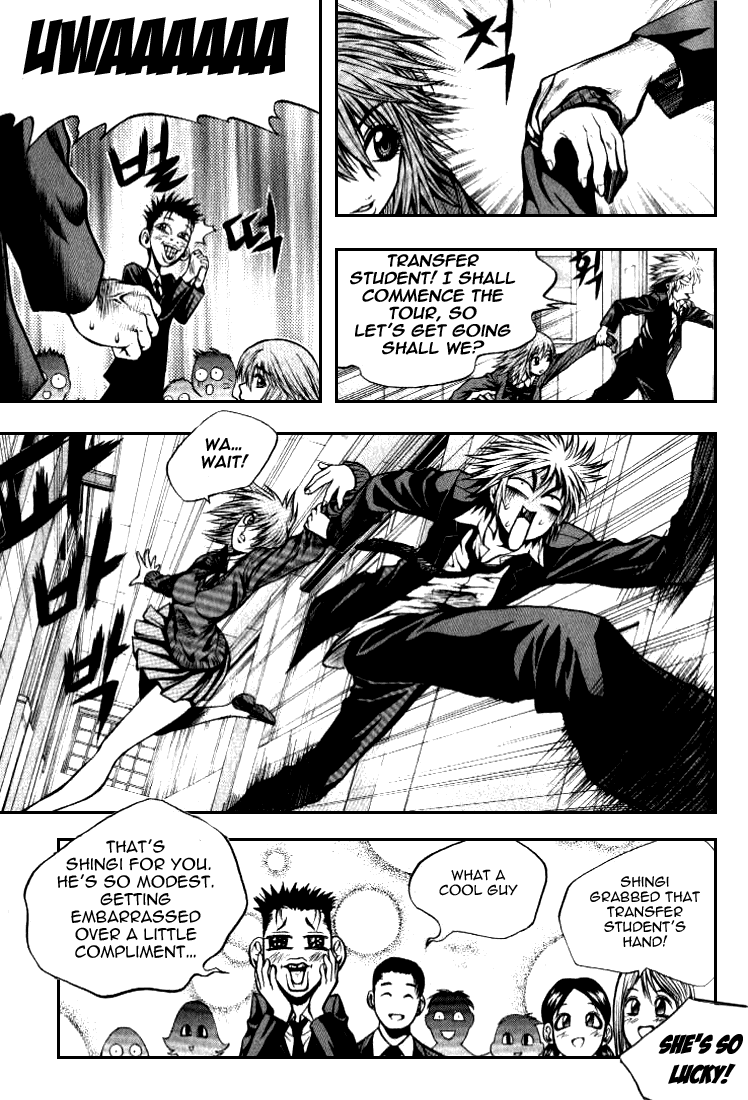 UWAAAAAA
벌
떡
TRANSFER
STUDENT! I SHALL
COMMENCE THE
TOUR, SO
LET'S GET GOING
SHALL WE?
휙
WA...
WAIT!
파
바
박
THAT'S
SHINGI FOR YOU.
HE'S SO MODEST.
GETTING
EMBARRASSED
OVER A LITTLE
COMPLIMENT...
WHAT A
COOL GUY
SHINGI
GRABBED THAT
TRANSFER
STUDENT'S
HAND!
SHE'S SO
LUCKY!